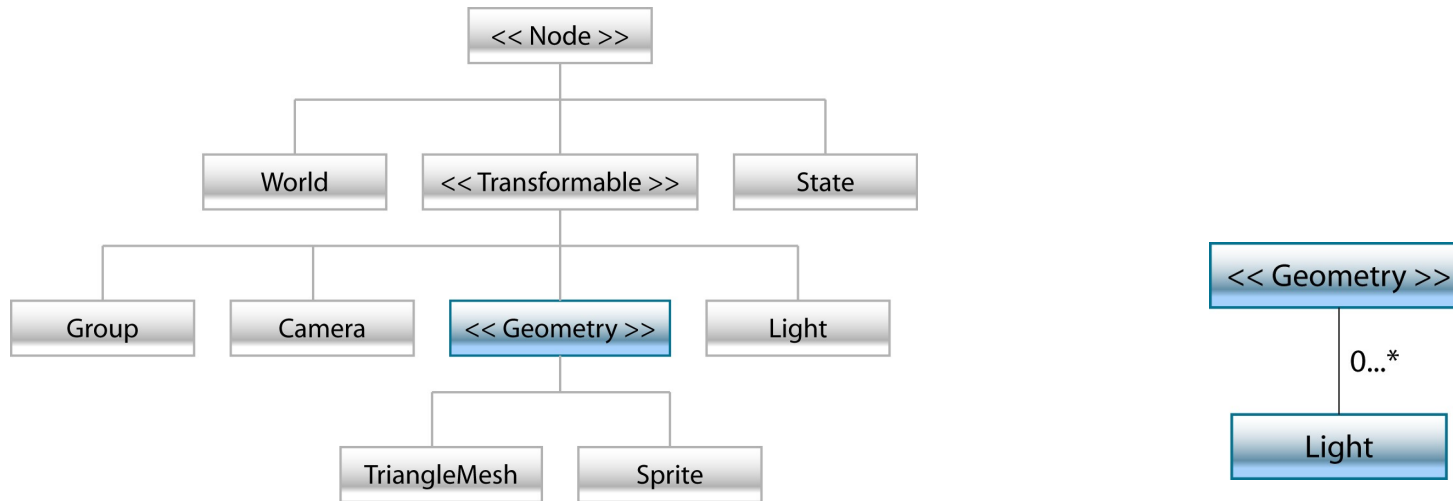 << Node >>
World
<< Transformable >>
State
Group
Camera
<< Geometry >>
Light
TriangleMesh
Sprite
<< Geometry >>
0...*
Light